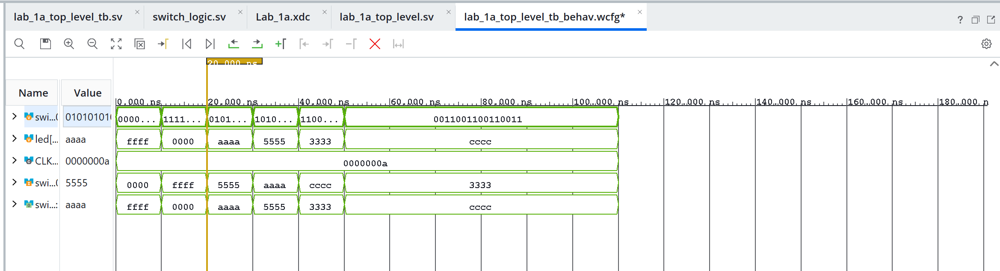 lab_1a_top_level_tb.sv × switch_logic.sv × Lab_1a.xdc × lab_1a_top_level.sv × lab_1a_top_level_tb_behav.wcfg* ×
?
20.000 ns
Name Value
0.000 ns 20.000 ns 40.000 ns 60.000 ns 80.000 ns 100.000 ns 120.000 ns 140.000 ns 160.000 ns 180.000 n
swi...( 01010101( 0000... 1111... 0101... 1010... 1100... 0011001100110011
led[... aaaa ffff 0000 aaaa 5555 3333 cccc
CLK... 0000000a 0000000a
swi...( 5555 0000 ffff 5555 aaaa cccc 3333
swi...: aaaa ffff 0000 aaaa 5555 3333 cccc